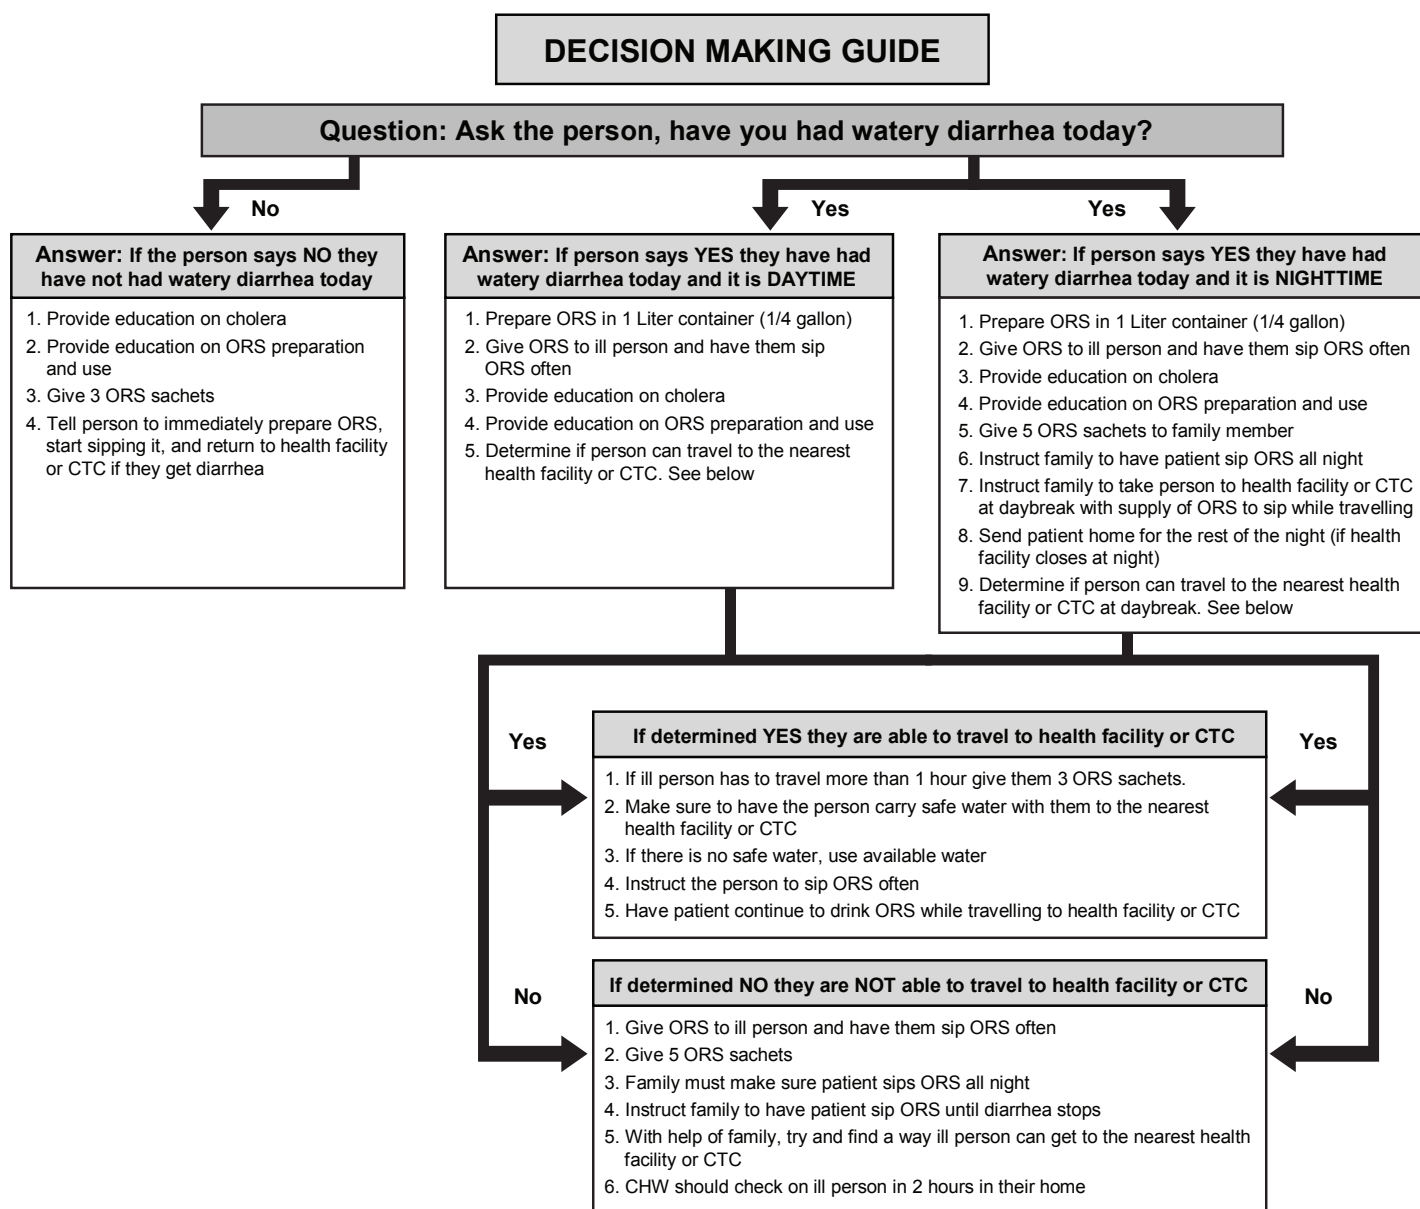 DECISION MAKING GUIDE
Question: Ask the person, have you had watery diarrhea today?
No
Yes
Yes
Answer: If the person says NO they
have not had watery diarrhea today
1. Provide education on cholera
2. Provide education on ORS preparation
and use
3. Give 3 ORS sachets
4. Tell person to immediately prepare ORS,
start sipping it, and return to health facility
or CTC if they get diarrhea
Answer: If person says YES they have had
watery diarrhea today and it is DAYTIME
1. Prepare ORS in 1 Liter container (1/4 gallon)
2. Give ORS to ill person and have them sip
ORS often
3. Provide education on cholera
4. Provide education on ORS preparation and use
5. Determine if person can travel to the nearest
health facility or CTC. See below
Answer: If person says YES they have had
watery diarrhea today and it is NIGHTTIME
1. Prepare ORS in 1 Liter container (1/4 gallon)
2. Give ORS to ill person and have them sip ORS often
3. Provide education on cholera
4. Provide education on ORS preparation and use
5. Give 5 ORS sachets to family member
6. Instruct family to have patient sip ORS all night
7. Instruct family to take person to health facility or CTC
at daybreak with supply of ORS to sip while travelling
8. Send patient home for the rest of the night (if health
facility closes at night)
9. Determine if person can travel to the nearest health
facility or CTC at daybreak. See below
Yes
If determined YES they are able to travel to health facility or CTC
Yes
1. If ill person has to travel more than 1 hour give them 3 ORS sachets.
2. Make sure to have the person carry safe water with them to the nearest
health facility or CTC
3. If there is no safe water, use available water
4. Instruct the person to sip ORS often
5. Have patient continue to drink ORS while travelling to health facility or CTC
No
If determined NO they are NOT able to travel to health facility or CTC
No
1. Give ORS to ill person and have them sip ORS often
2. Give 5 ORS sachets
3. Family must make sure patient sips ORS all night
4. Instruct family to have patient sip ORS until diarrhea stops
5. With help of family, try and find a way ill person can get to the nearest health
facility or CTC
6. CHW should check on ill person in 2 hours in their home